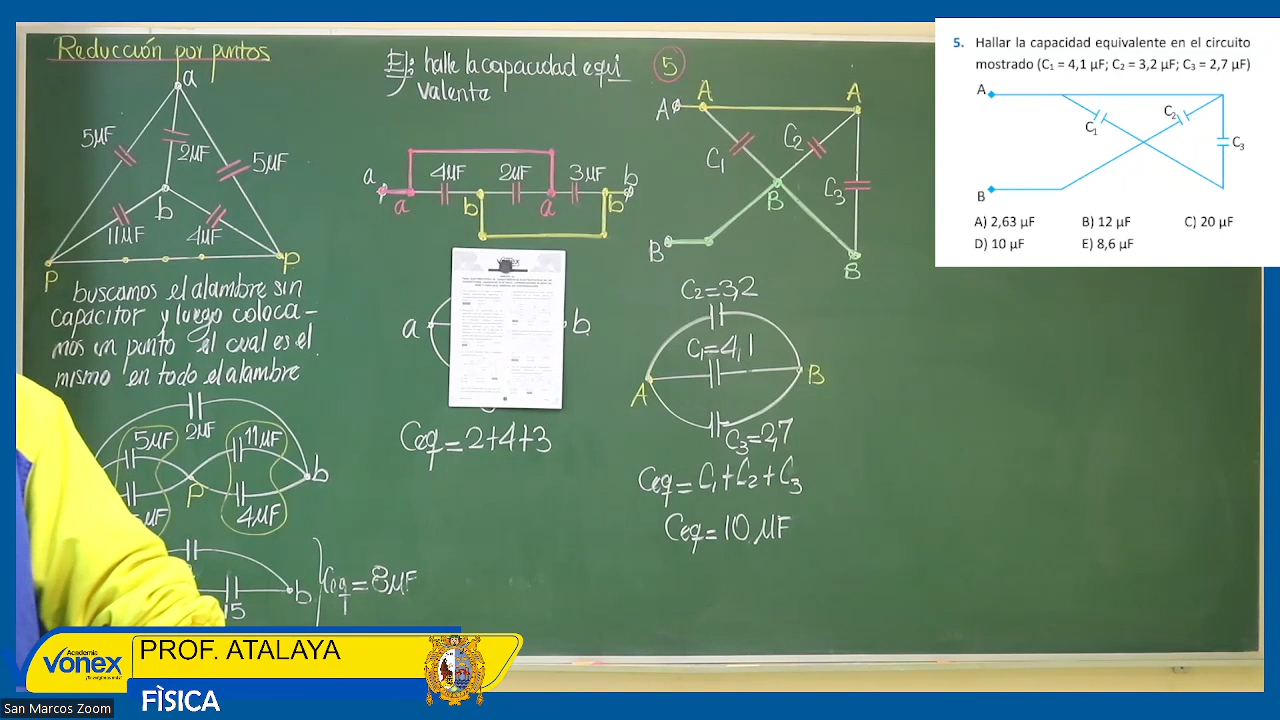 Reducción por puntos
a
5μF
2μF
5μF
b
11μF
4μF
P
P
buscamos el alambre sin
capacitor y luego coloca-
mos un punto el cual es el
mismo en todo el alambre
2μF
5μF
11μF
P
b
4μF
b
15
= 8μF
Ej: halle la capacidad equi
valente
a
4μF
2μF
3μF
b
a
b
a
b
Vonex
a
b
Ceq = 2+4+3
5
A
A
A
C1
C2
C3
B
B
B
C2=32
C1=4,1
A
B
C3=2,7
Ceq = C1+C2+C3
Ceq = 10 μF
5. Hallar la capacidad equivalente en el circuito
mostrado (C₁ = 4,1 μF; C₂ = 3,2 μF; C₃ = 2,7 μF)
A
C₁
C₂
C₃
B
A) 2,63 μF B) 12 μF C) 20 μF
D) 10 μF E) 8,6 μF
Academia
VONEX
PROF. ATALAYA
FÌSICA
San Marcos Zoom